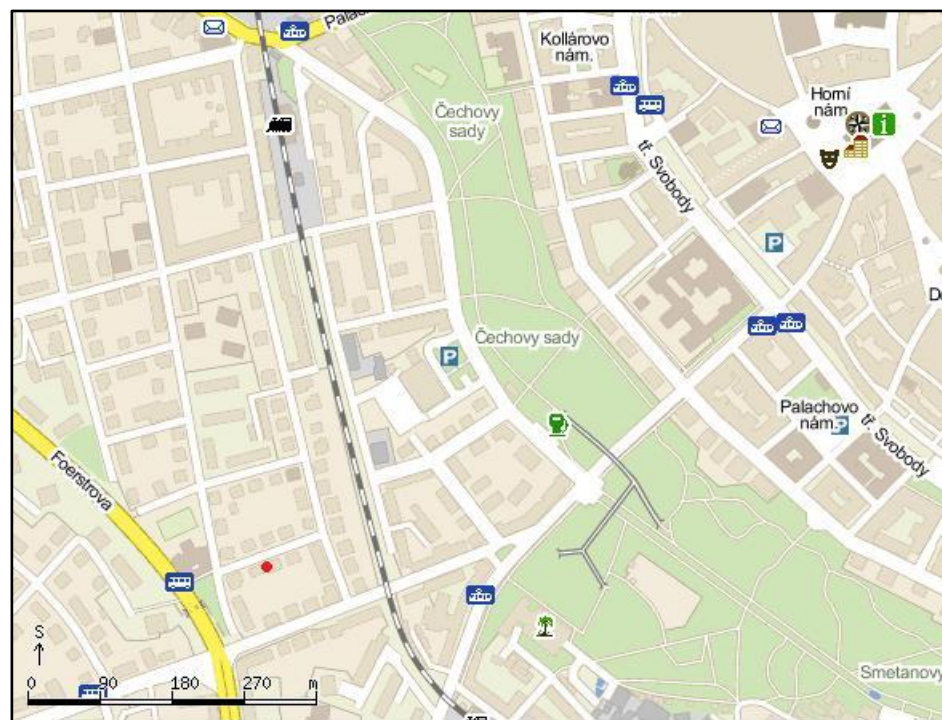 Palac
Kollárovo
nám.
Horní
nám
i
Čechovy
sady
tř. Svobody
P
D
Čechovy sady
P
Palachovo
nám.
P
tř. Svobody
Foerstrova
S
0 90 180 270 m
Smetanovy